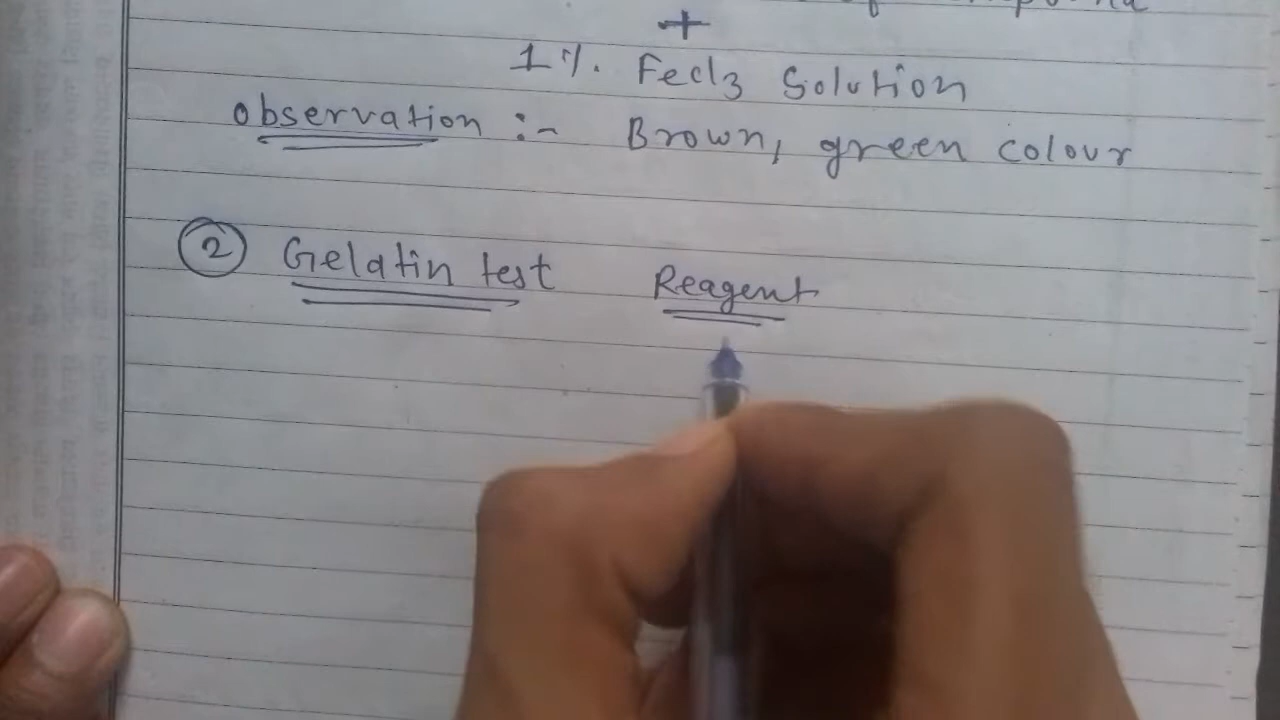 +
1%. Fecl3 Solution
observation :- Brown, green colour
2 Gelatin test Reagent